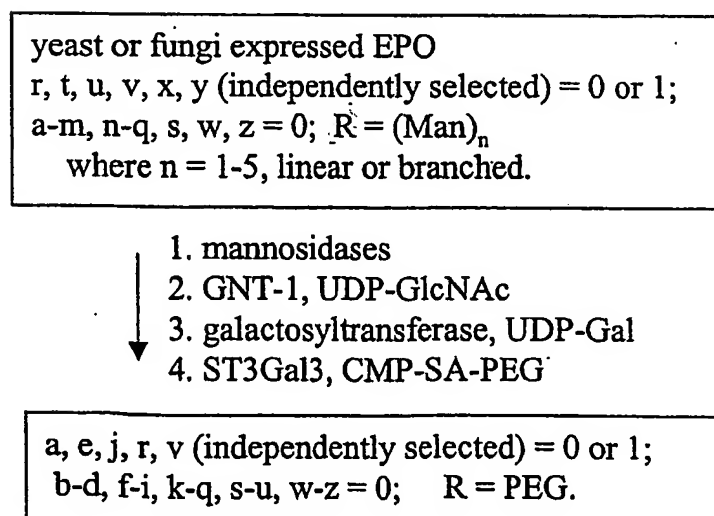 yeast or fungi expressed EPO
r, t, u, v, x, y (independently selected) = 0 or 1;
a-m, n-q, s, w, z = 0; R = (Man)n
where n = 1-5, linear or branched.
1. mannosidases
2. GNT-1, UDP-GlcNAc
3. galactosyltransferase, UDP-Gal
4. ST3Gal3, CMP-SA-PEG
a, e, j, r, v (independently selected) = 0 or 1;
b-d, f-i, k-q, s-u, w-z = 0; R = PEG.